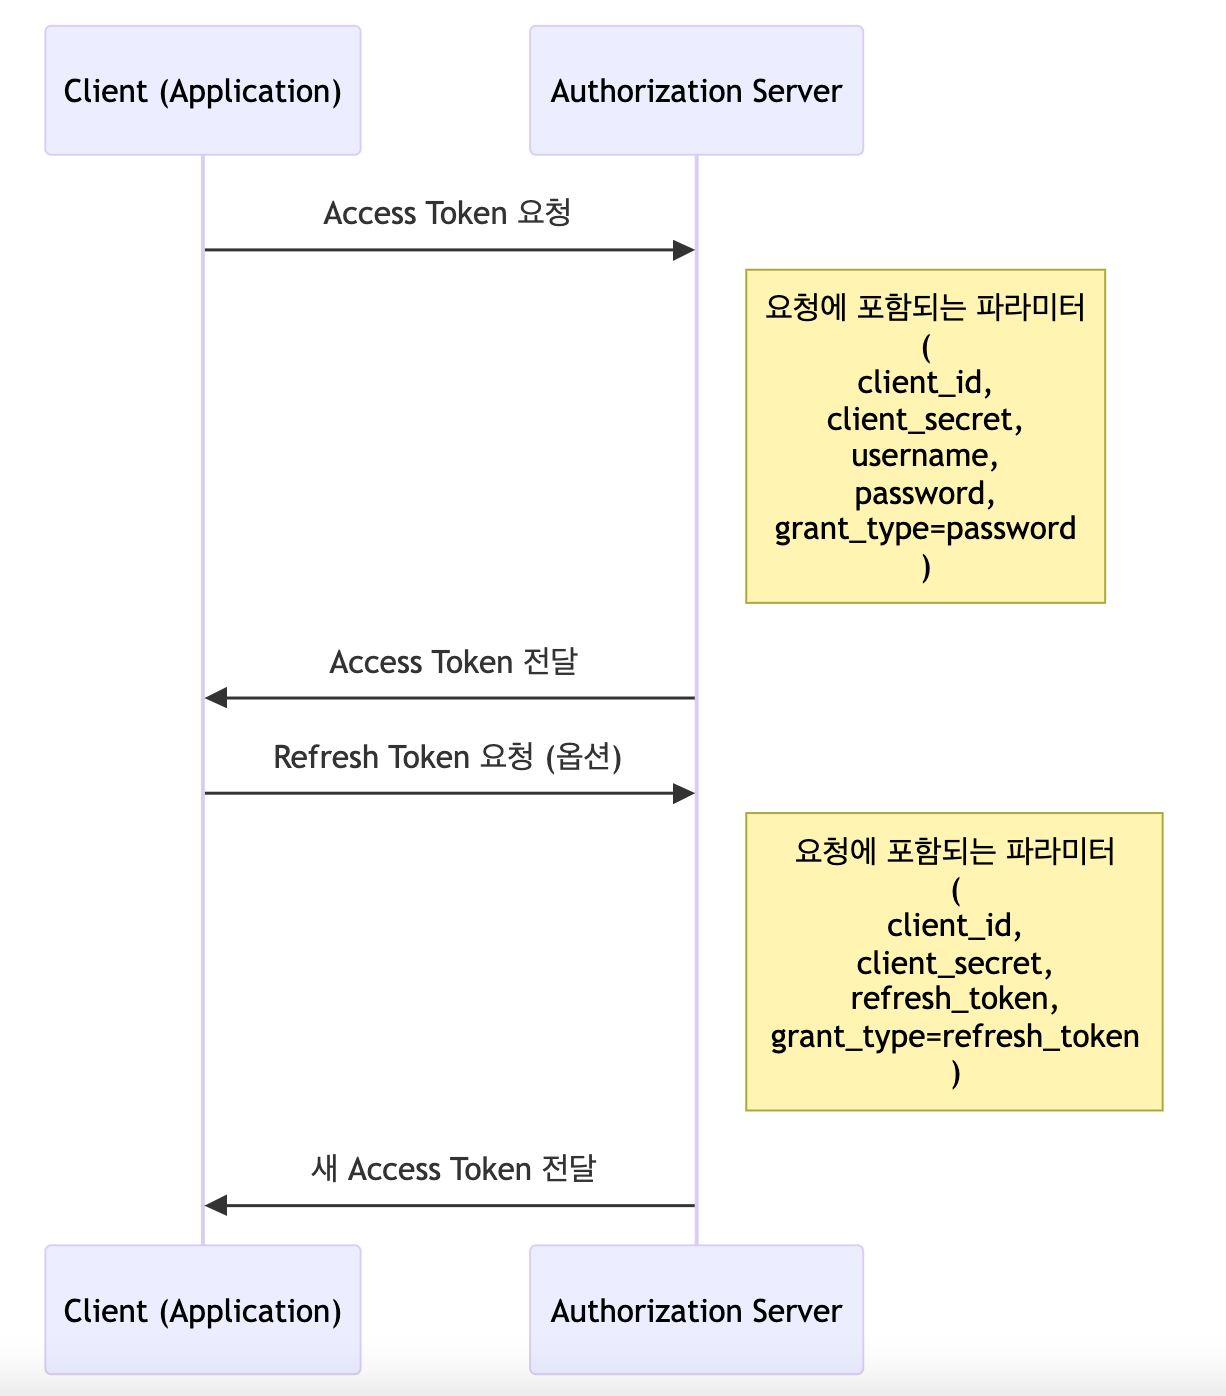 Client (Application)
Authorization Server
Access Token 요청
요청에 포함되는 파라미터
(
client_id,
client_secret,
username,
password,
grant_type=password
)
Access Token 전달
Refresh Token 요청 (옵션)
요청에 포함되는 파라미터
(
client_id,
client_secret,
refresh_token,
grant_type=refresh_token
)
새 Access Token 전달
Client (Application)
Authorization Server